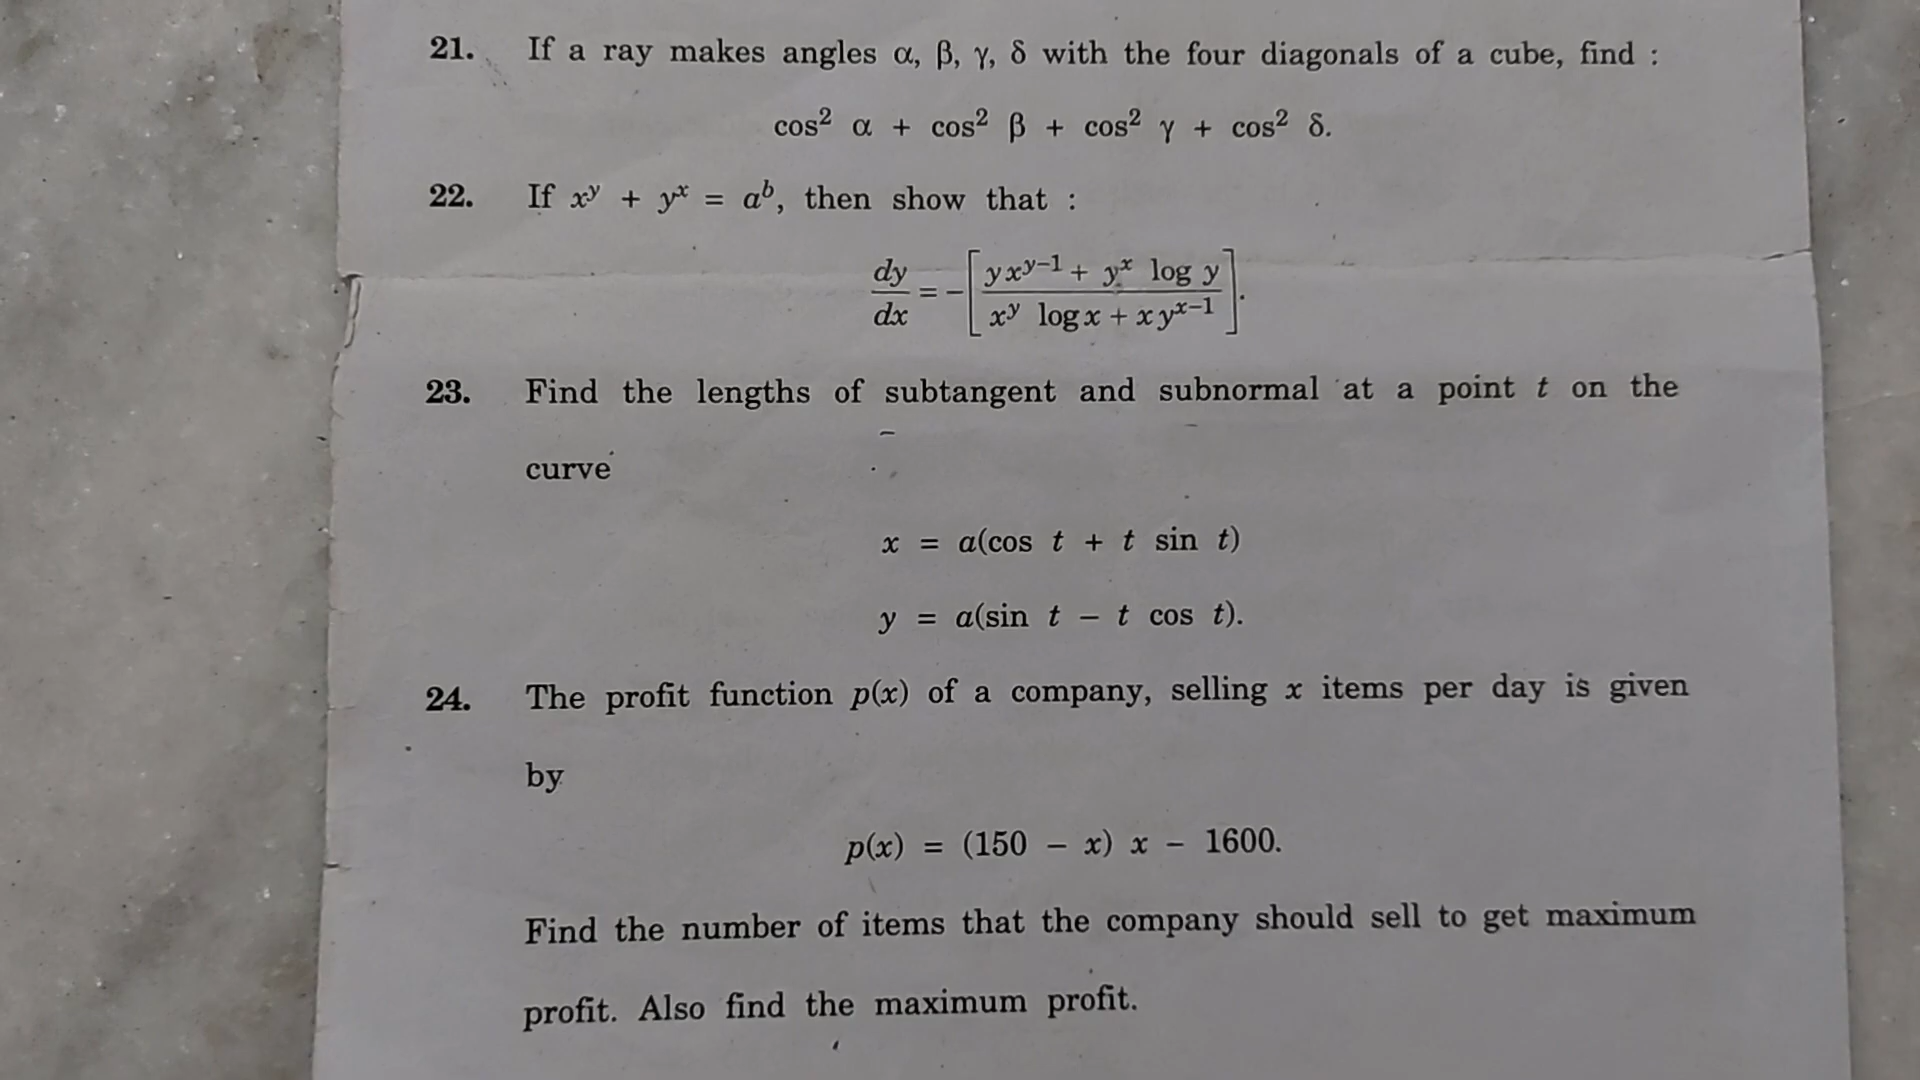 21. If a ray makes angles α, β, γ, δ with the four diagonals of a cube, find :
cos² α + cos² β + cos² γ + cos² δ.
22. If x^y + y^x = a^b, then show that :
dy/dx = -[(y x^(y-1) + y^x log y)/(x^y log x + x y^(x-1))].
23. Find the lengths of subtangent and subnormal at a point t on the
curve
x = a(cos t + t sin t)
y = a(sin t – t cos t).
24. The profit function p(x) of a company, selling x items per day is given
by
p(x) = (150 – x) x – 1600.
Find the number of items that the company should sell to get maximum
profit. Also find the maximum profit.